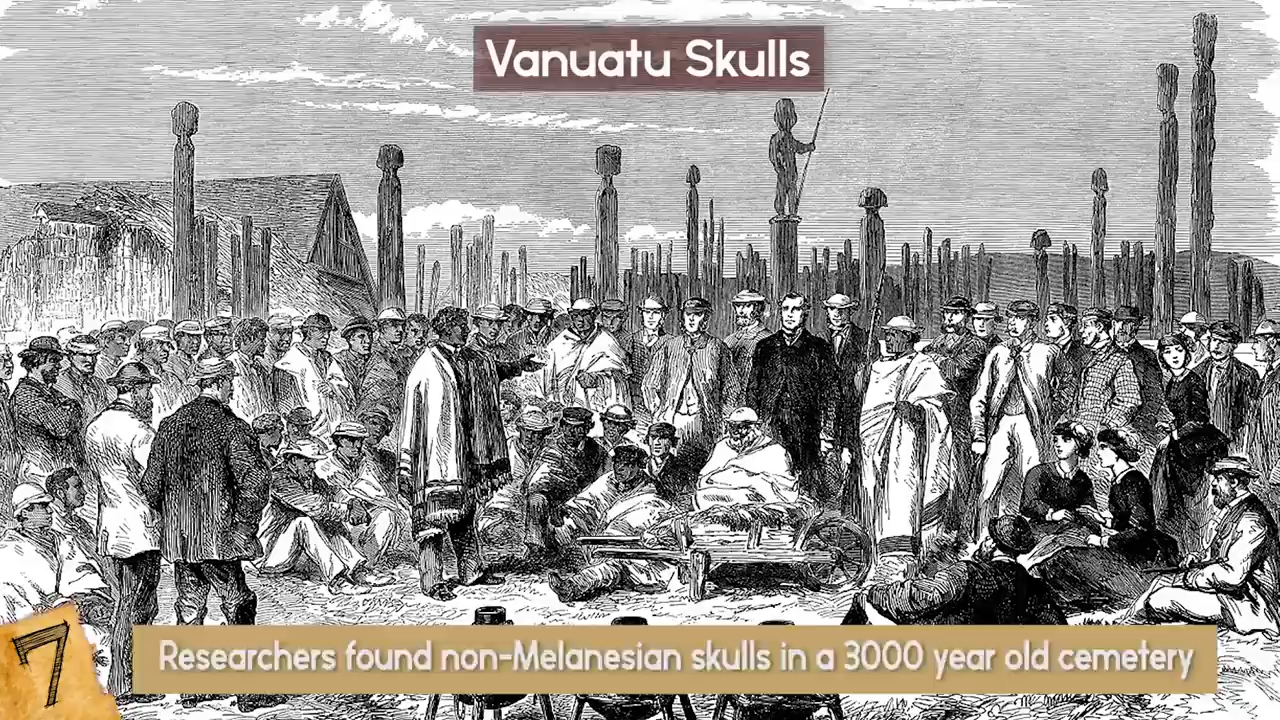 Vanuatu Skulls
7
Researchers found non-Melanesian skulls in a 3000 year old cemetery